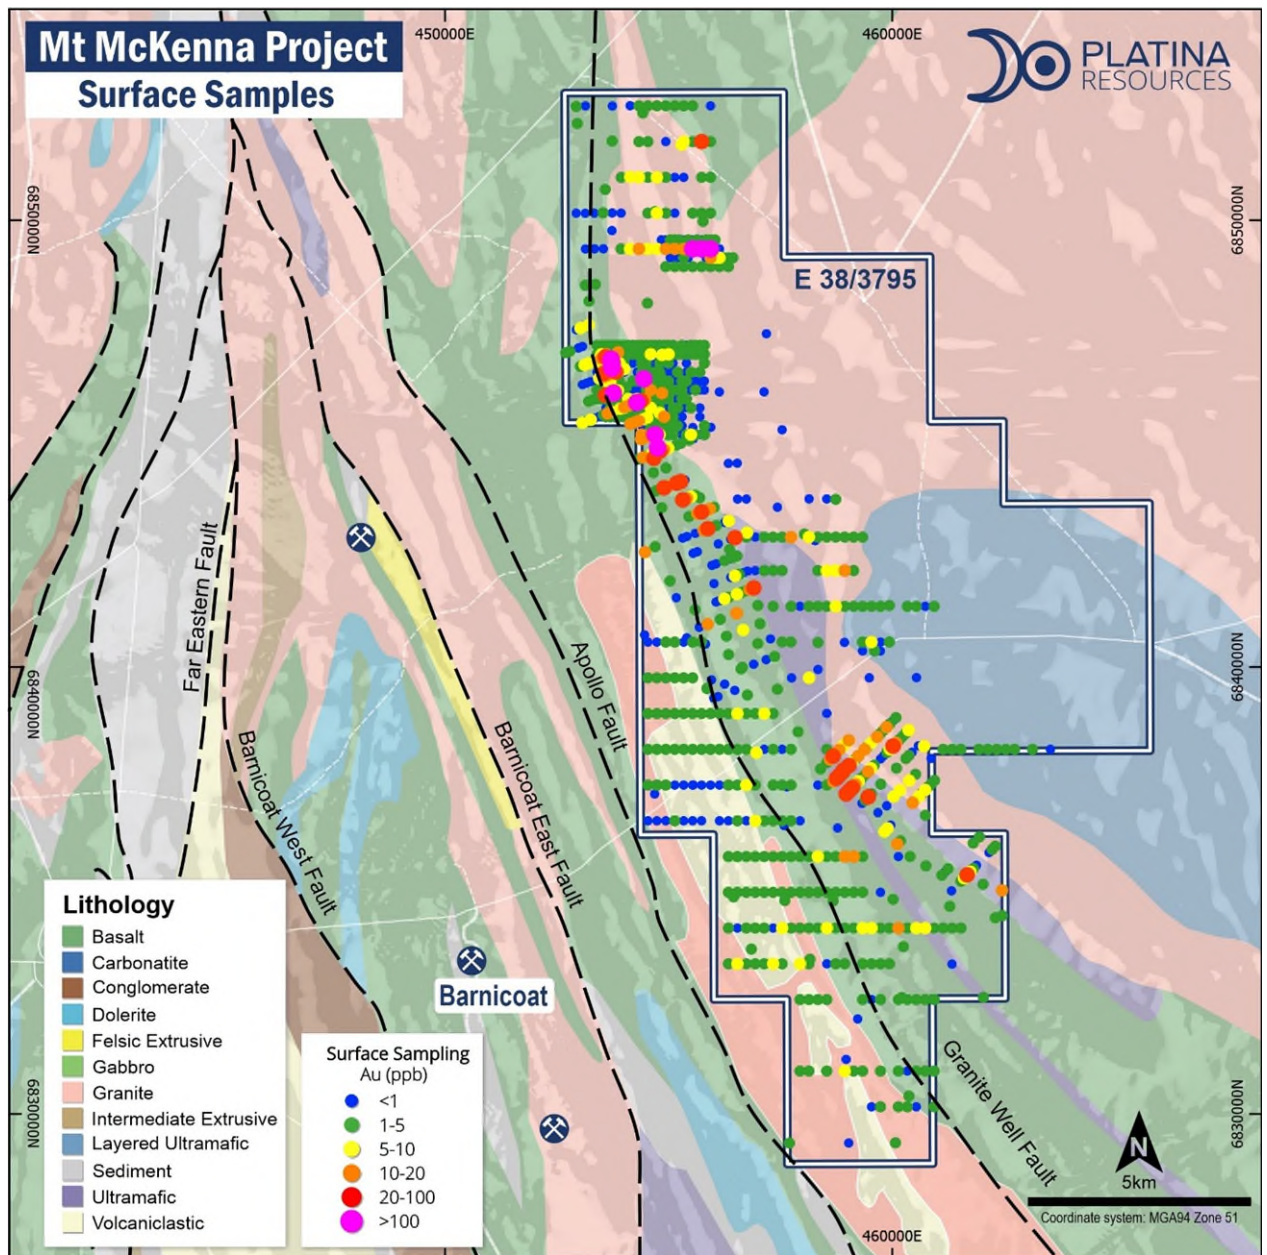 Mt McKenna Project
Surface Samples
450000E
460000E
PLATINA
RESOURCES
6850000N
6850000N
E 38/3795
Far Eastern Fault
Apollo Fault
6840000N
6840000N
Barnicoat West Fault
Barnicoat East Fault
Lithology
Basalt
Carbonatite
Conglomerate
Dolerite
Felsic Extrusive
Gabbro
Granite
Intermediate Extrusive
Layered Ultramafic
Sediment
Ultramafic
Volcaniclastic
Barnicoat
Surface Sampling
Au (ppb)
<1
1-5
5-10
10-20
20-100
>100
Granite Well Fault
6830000N
6830000N
N
5km
Coordinate system: MGA94 Zone 51
460000E